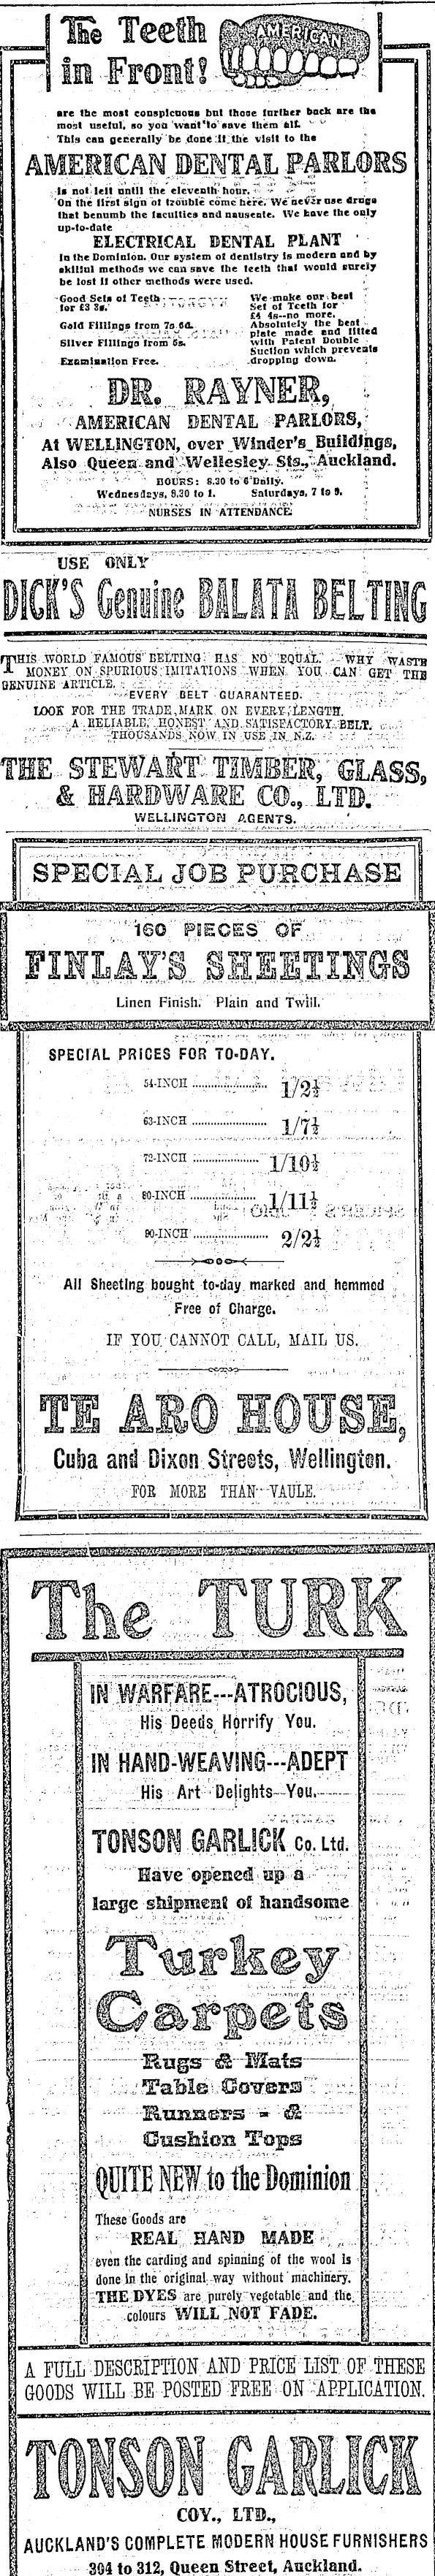 The Teeth
AMERICAN
in Front!
are the most conspicuous but those further back are the
most useful, so you want to save them all.
This can generally be done if the visit to the
AMERICAN DENTAL PARLORS
is not left until the eleventh hour.
On the first sign of trouble come here. We never use drugs
that benumb the faculties and nauseate. We have the only
up-to-date
ELECTRICAL DENTAL PLANT
in the Dominion. Our system of dentistry is modern and by
skilful methods we can save the teeth that would surely
be lost if other methods were used.
Good Sets of Teeth
for £3 3s.
Gold Fillings from 7s 6d.
Silver Fillings from 5s.
Examination Free.
We make our best
Set of Teeth for
£4 4s--no more.
Absolutely the best
plate made and fitted
with Patent Double
Suction which prevents
dropping down.
DR. RAYNER,
AMERICAN DENTAL PARLORS,
At WELLINGTON, over Winder's Buildings,
Also Queen and Wellesley Sts., Auckland.
HOURS: 8.30 to 6 Daily.
Wednesdays, 8.30 to 1. Saturdays, 7 to 9.
NURSES IN ATTENDANCE
USE ONLY
DICK'S Genuine BALATA BELTING
THIS WORLD FAMOUS BELTING HAS NO EQUAL. WHY WASTE
MONEY ON SPURIOUS IMITATIONS WHEN YOU CAN GET THE
GENUINE ARTICLE.
EVERY BELT GUARANTEED.
LOOK FOR THE TRADE MARK ON EVERY LENGTH.
A RELIABLE, HONEST AND SATISFACTORY BELT.
THOUSANDS NOW IN USE IN N.Z.
THE STEWART TIMBER, GLASS,
& HARDWARE CO., LTD.
WELLINGTON AGENTS.
SPECIAL JOB PURCHASE
160 PIECES OF
FINLAY'S SHEETINGS
Linen Finish. Plain and Twill.
SPECIAL PRICES FOR TO-DAY.
54-INCH ..................... 1/2½
63-INCH ..................... 1/7½
72-INCH ..................... 1/10½
80-INCH ..................... 1/11½
90-INCH ..................... 2/2½
All Sheeting bought to-day marked and hemmed
Free of Charge.
IF YOU CANNOT CALL, MAIL US.
TE ARO HOUSE,
Cuba and Dixon Streets, Wellington.
FOR MORE THAN VAULE.
The TURK
IN WARFARE---ATROCIOUS,
His Deeds Horrify You.
IN HAND-WEAVING---ADEPT
His Art Delights You.
TONSON GARLICK Co. Ltd.
Have opened up a
large shipment of handsome
Turkey
Carpets
Rugs & Mats
Table Covers
Runners - &
Cushion Tops
QUITE NEW to the Dominion
These Goods are
REAL HAND MADE
even the carding and spinning of the wool is
done in the original way without machinery.
THE DYES are purely vegetable and the
colours WILL NOT FADE.
A FULL DESCRIPTION AND PRICE LIST OF THESE
GOODS WILL BE POSTED FREE ON APPLICATION.
TONSON GARLICK
COY., LTD.,
AUCKLAND'S COMPLETE MODERN HOUSE FURNISHERS
304 to 312, Queen Street, Auckland.